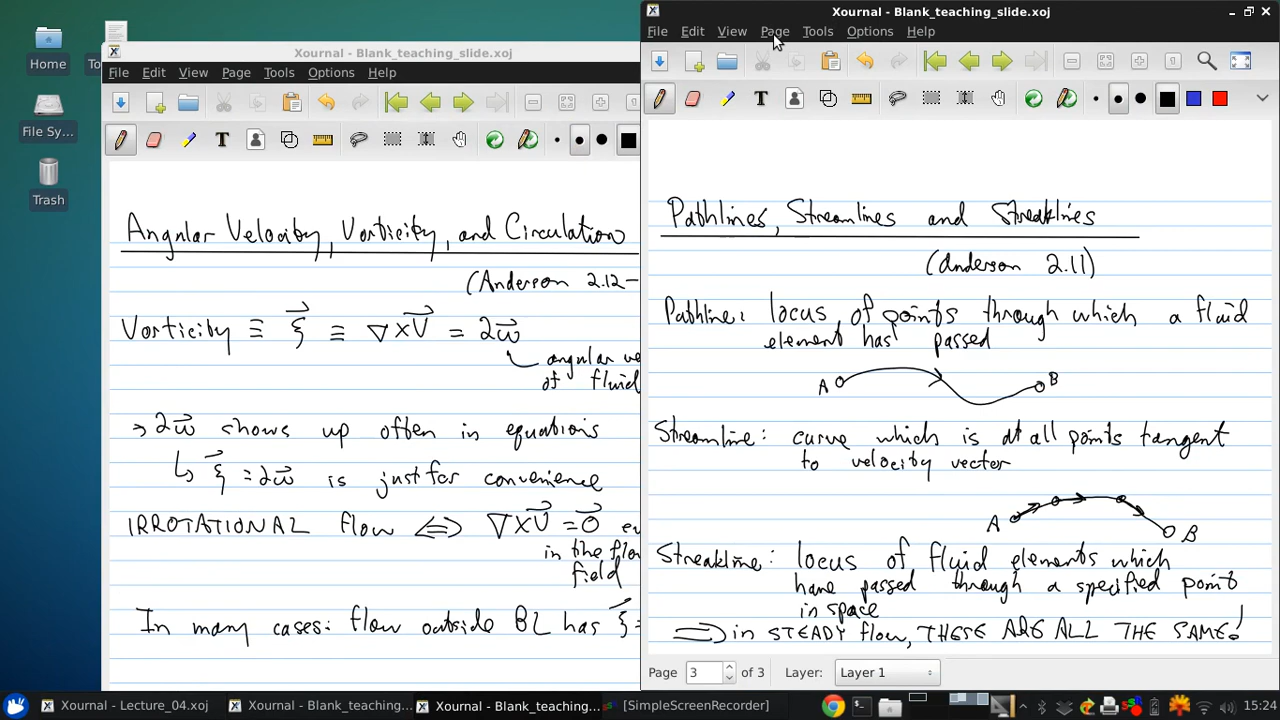 Home
File Sy...
Trash
Xournal - Blank_teaching_slide.xoj
File Edit View Page Tools Options Help
T
Angular Velocity, Vorticity, and Circulation
(Anderson 2.12-
Vorticity ≡ ξ⃗ ≡ ∇×V⃗ = 2ω⃗
angular ve
of fluid
→ 2ω⃗ shows up often in equations
↳ ξ⃗ = 2ω⃗ is just for convenience
IRROTATIONAL flow ⇔ ∇×V⃗ = 0⃗ ev
in the flow
field
In many cases: flow outside BL has ξ⃗ =
Xournal - Blank_teaching_slide.xoj
File Edit View Page Tools Options Help
T
Pathlines, Streamlines and Streaklines
(Anderson 2.11)
Pathline: locus of points through which a fluid
element has passed
A B
Streamline: curve which is at all points tangent
to velocity vector
A B
Streakline: locus of fluid elements which
have passed through a specified point
in space
⇒ in STEADY flow, THESE ARE ALL THE SAME!
Page 3 of 3 Layer: Layer 1
Xournal - Lecture_04.xoj Xournal - Blank_teaching... Xournal - Blank_teaching... [SimpleScreenRecorder] 15:24